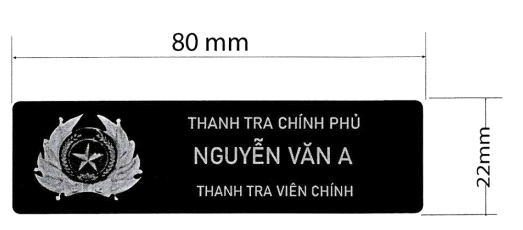 80 mm
THANH TRA CHÍNH PHỦ
NGUYỄN VĂN A
THANH TRA VIÊN CHÍNH
22mm